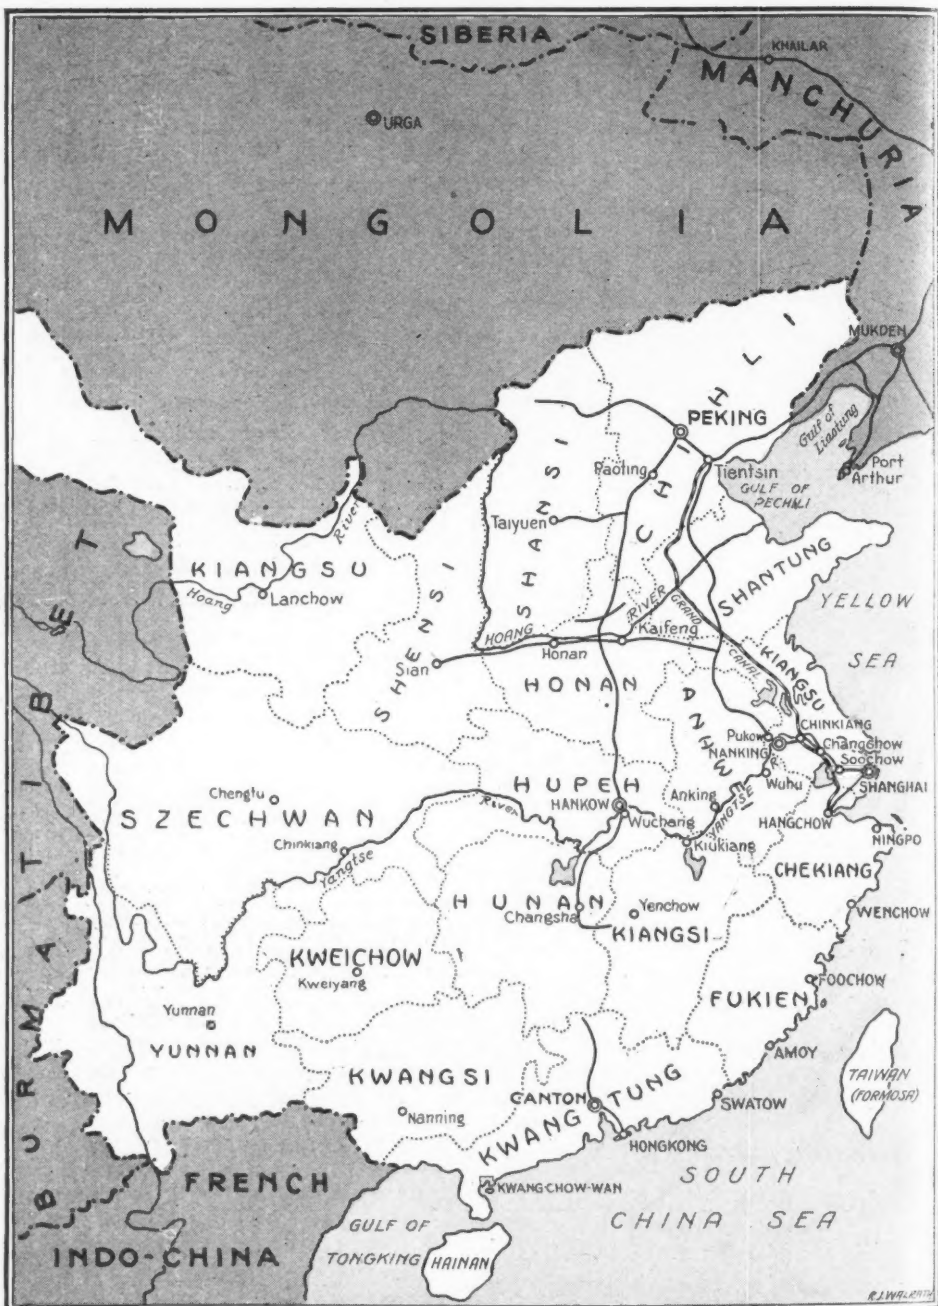 SIBERIA
KHAILAR
MANCHURIA
URGA
MONGOLIA
MUKDEN
CHIHLI
PEKING
Gulf of Liaotung
Paoting
Tientsin
Port Arthur
GULF OF PECHILI
SHANSI
Taiyuen
TIBET
KIANGSU
Hoang
River
Lanchow
SHENSI
SHANTUNG
YELLOW SEA
HOANG RIVER
GRAND CANAL
Kaifeng
Honan
Sian
HONAN
KIANGSU
ANHWEI
Pukow
NANKING
CHINKIANG
Changchow
Soochow
SHANGHAI
Wuhu
HANGCHOW
NINGPO
HUPEH
HANKOW
Wuchang
Anking
YANGTSE
R.
Kiukiang
Chengtu
SZECHWAN
Chinkiang
Yangtse
River
CHEKIANG
HUNAN
Changsha
Yenchow
KIANGSI
WENCHOW
KWEICHOW
Kweiyang
FOOCHOW
FUKIEN
Yunnan
YUNNAN
AMOY
TAIWAN
(FORMOSA)
KWANGSI
Nanning
CANTON
KWANGTUNG
SWATOW
HONGKONG
BURMA
FRENCH
INDO-CHINA
KWANG-CHOW-WAN
SOUTH
CHINA SEA
GULF OF
TONGKING
HAINAN
R.J.WALRATH